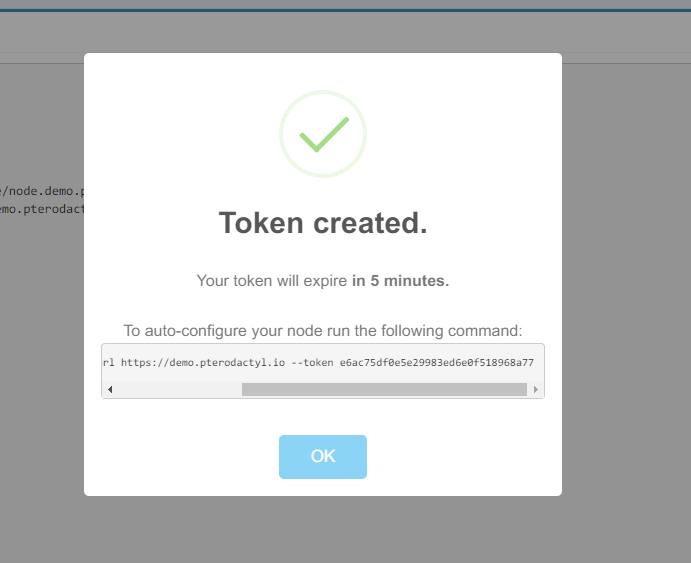 /node.demo.p
emo.pterodact
Token created.
Your token will expire in 5 minutes.
To auto-configure your node run the following command:
rl https://demo.pterodactyl.io --token e6ac75df0e5e29983ed6e0f518968a77
OK